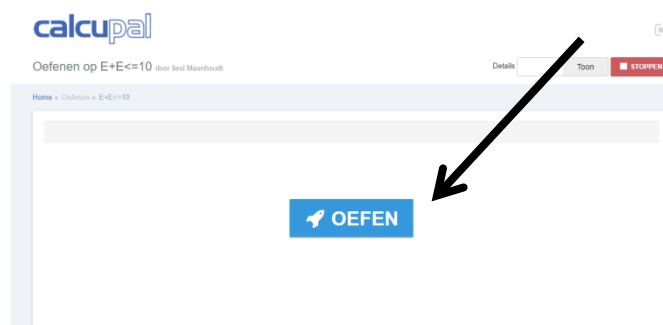 calcupal
Oefenen op E+E<=10 door liesl Maenhoudt
Details Toon STOPPEN
Home » Oefenen » E+E<=10
OEFEN